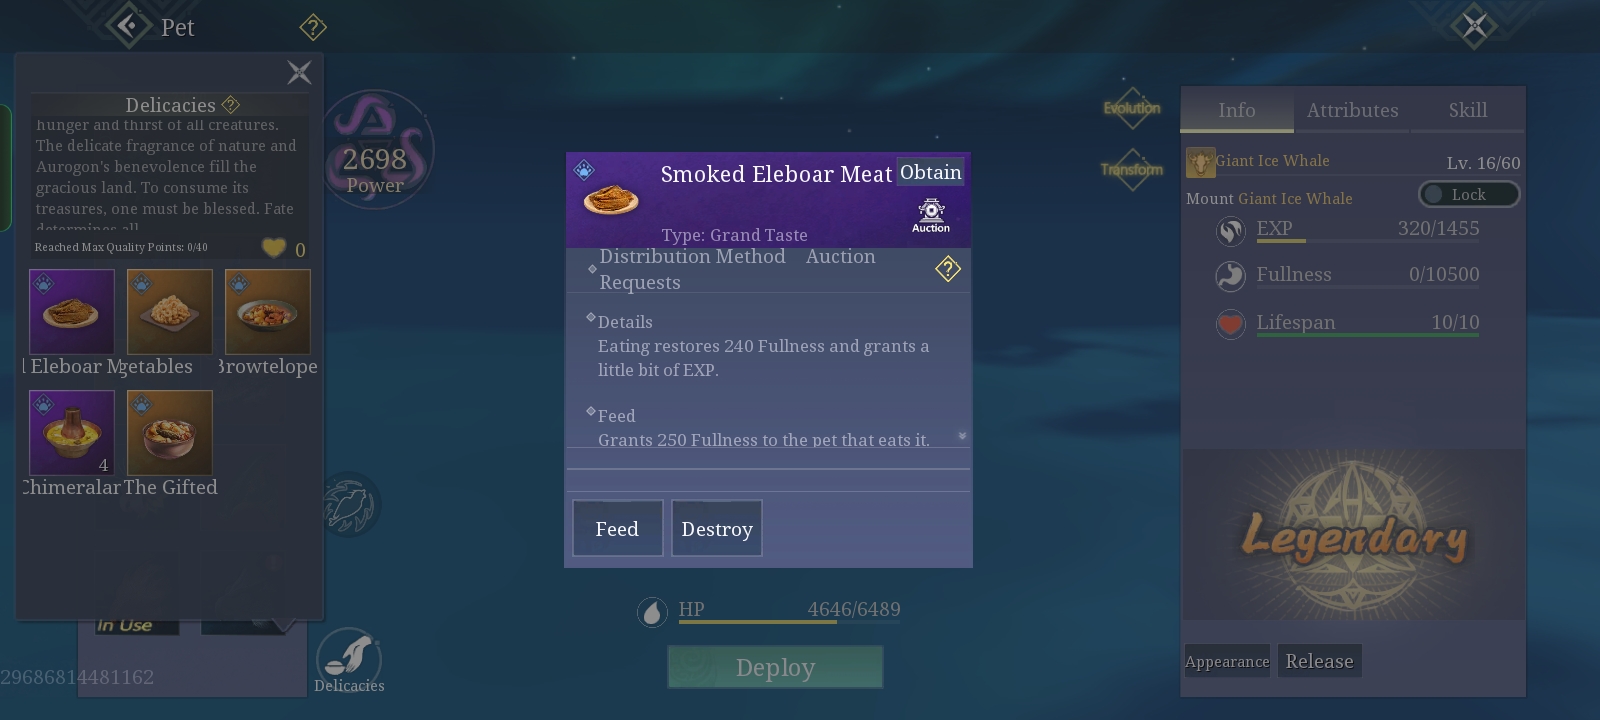 Pet
Delicacies
hunger and thirst of all creatures.
The delicate fragrance of nature and
Aurogon's benevolence fill the
gracious land. To consume its
treasures, one must be blessed. Fate
determines all
Reached Max Quality Points: 0/40
0
l Eleboar M
getables
Browtelope
4
Chimeralar
The Gifted
In Use
29686814481162
2698
Power
Delicacies
Smoked Eleboar Meat
Obtain
Type: Grand Taste
Auction
Distribution Method Auction
Requests
Details
Eating restores 240 Fullness and grants a
little bit of EXP.
Feed
Grants 250 Fullness to the pet that eats it.
Feed
Destroy
HP 4646/6489
Deploy
Evolution
Transform
Info
Attributes
Skill
Giant Ice Whale
Lv. 16/60
Mount Giant Ice Whale
Lock
EXP 320/1455
Fullness 0/10500
Lifespan 10/10
Legendary
Appearance
Release